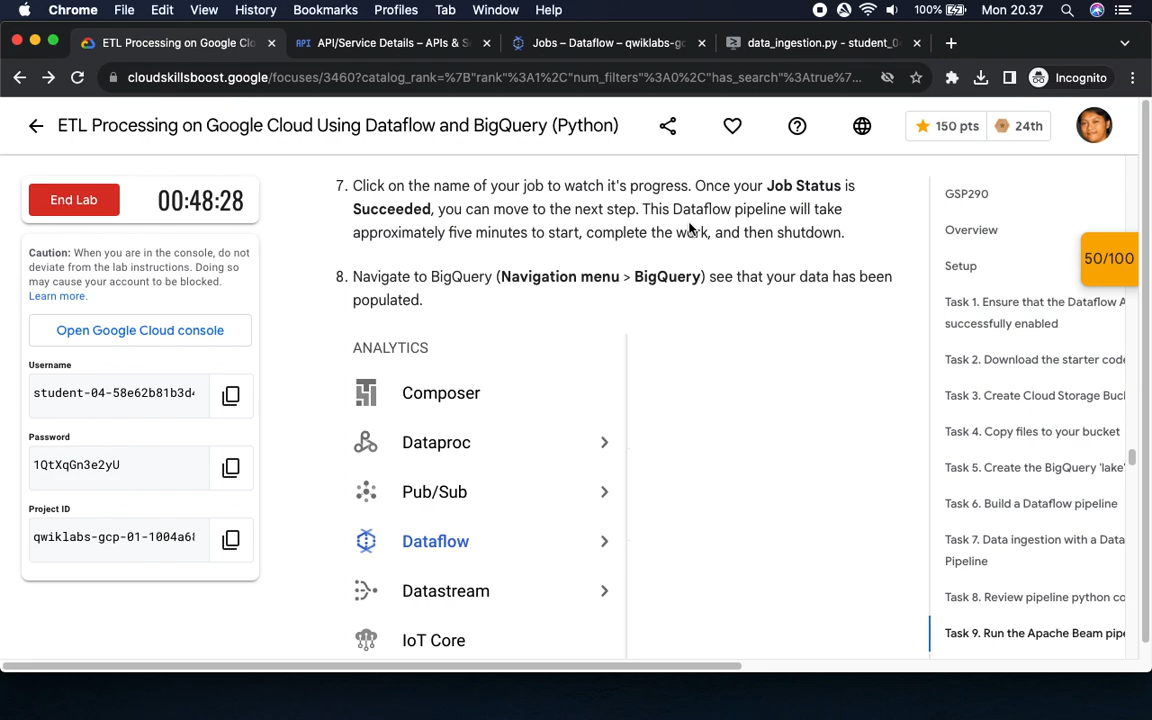 Chrome File Edit View History Bookmarks Profiles Tab Window Help 100% Mon 20.37
ETL Processing on Google Clo API/Service Details – APIs & S Jobs – Dataflow – qwiklabs-gc data_ingestion.py - student_0
cloudskillsboost.google/focuses/3460?catalog_rank=%7B"rank"%3A1%2C"num_filters"%3A0%2C"has_search"%3Atrue%7... Incognito
ETL Processing on Google Cloud Using Dataflow and BigQuery (Python) 150 pts 24th
End Lab 00:48:28
Caution: When you are in the console, do not
deviate from the lab instructions. Doing so
may cause your account to be blocked.
Learn more.
Open Google Cloud console
Username
student-04-58e62b81b3d
Password
1QtXqGn3e2yU
Project ID
qwiklabs-gcp-01-1004a6
7. Click on the name of your job to watch it's progress. Once your Job Status is
Succeeded, you can move to the next step. This Dataflow pipeline will take
approximately five minutes to start, complete the work, and then shutdown.
8. Navigate to BigQuery (Navigation menu > BigQuery) see that your data has been
populated.
ANALYTICS
Composer
Dataproc
Pub/Sub
Dataflow
Datastream
IoT Core
GSP290
Overview
Setup
50/100
Task 1. Ensure that the Dataflow A
successfully enabled
Task 2. Download the starter code
Task 3. Create Cloud Storage Buc
Task 4. Copy files to your bucket
Task 5. Create the BigQuery 'lake'
Task 6. Build a Dataflow pipeline
Task 7. Data ingestion with a Data
Pipeline
Task 8. Review pipeline python co
Task 9. Run the Apache Beam pip